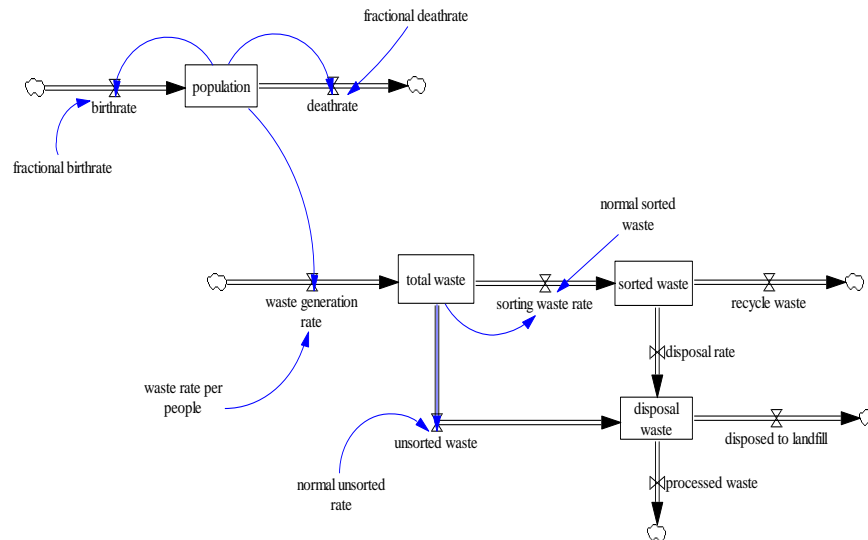 fractional deathrate
population
birthrate
deathrate
fractional birthrate
normal sorted
waste
total waste
sorted waste
waste generation
rate
sorting waste rate
recycle waste
disposal rate
waste rate per
people
disposal
waste
unsorted waste
disposed to landfill
normal unsorted
rate
processed waste